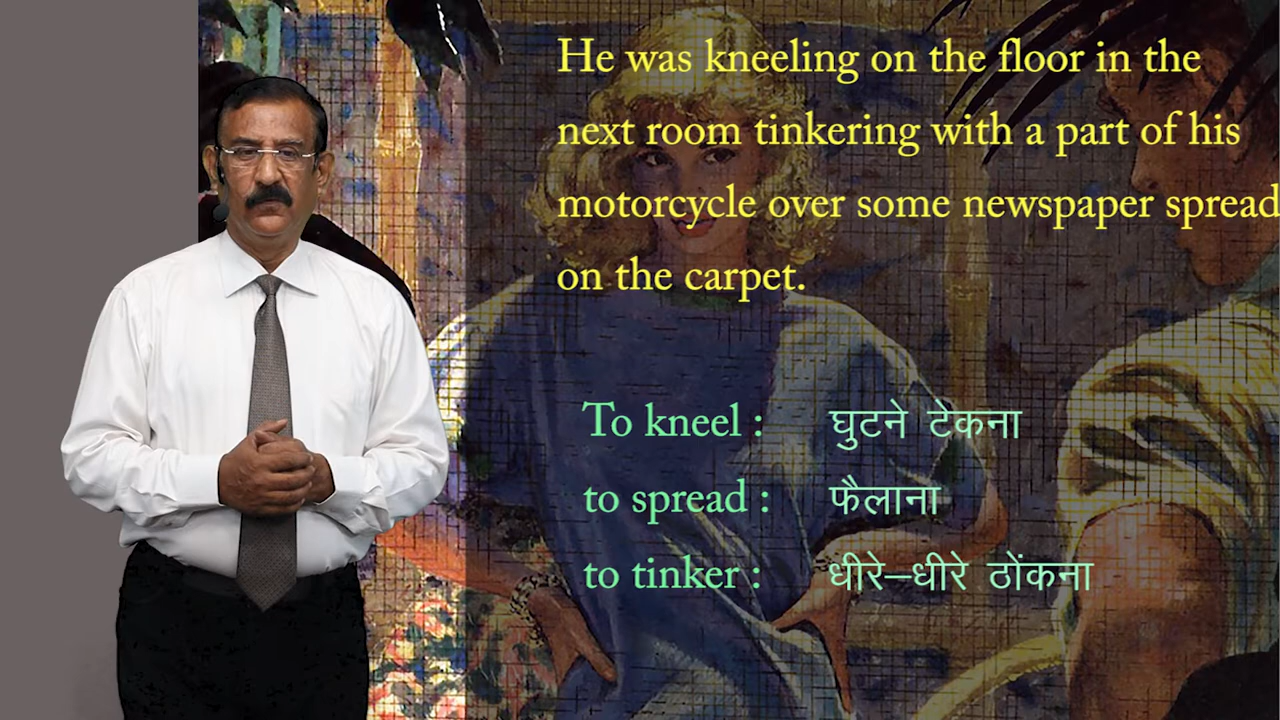 He was kneeling on the floor in the
next room tinkering with a part of his
motorcycle over some newspaper spread
on the carpet.
To kneel : घुटने टेकना
to spread : फैलाना
to tinker : धीरे–धीरे ठोंकना